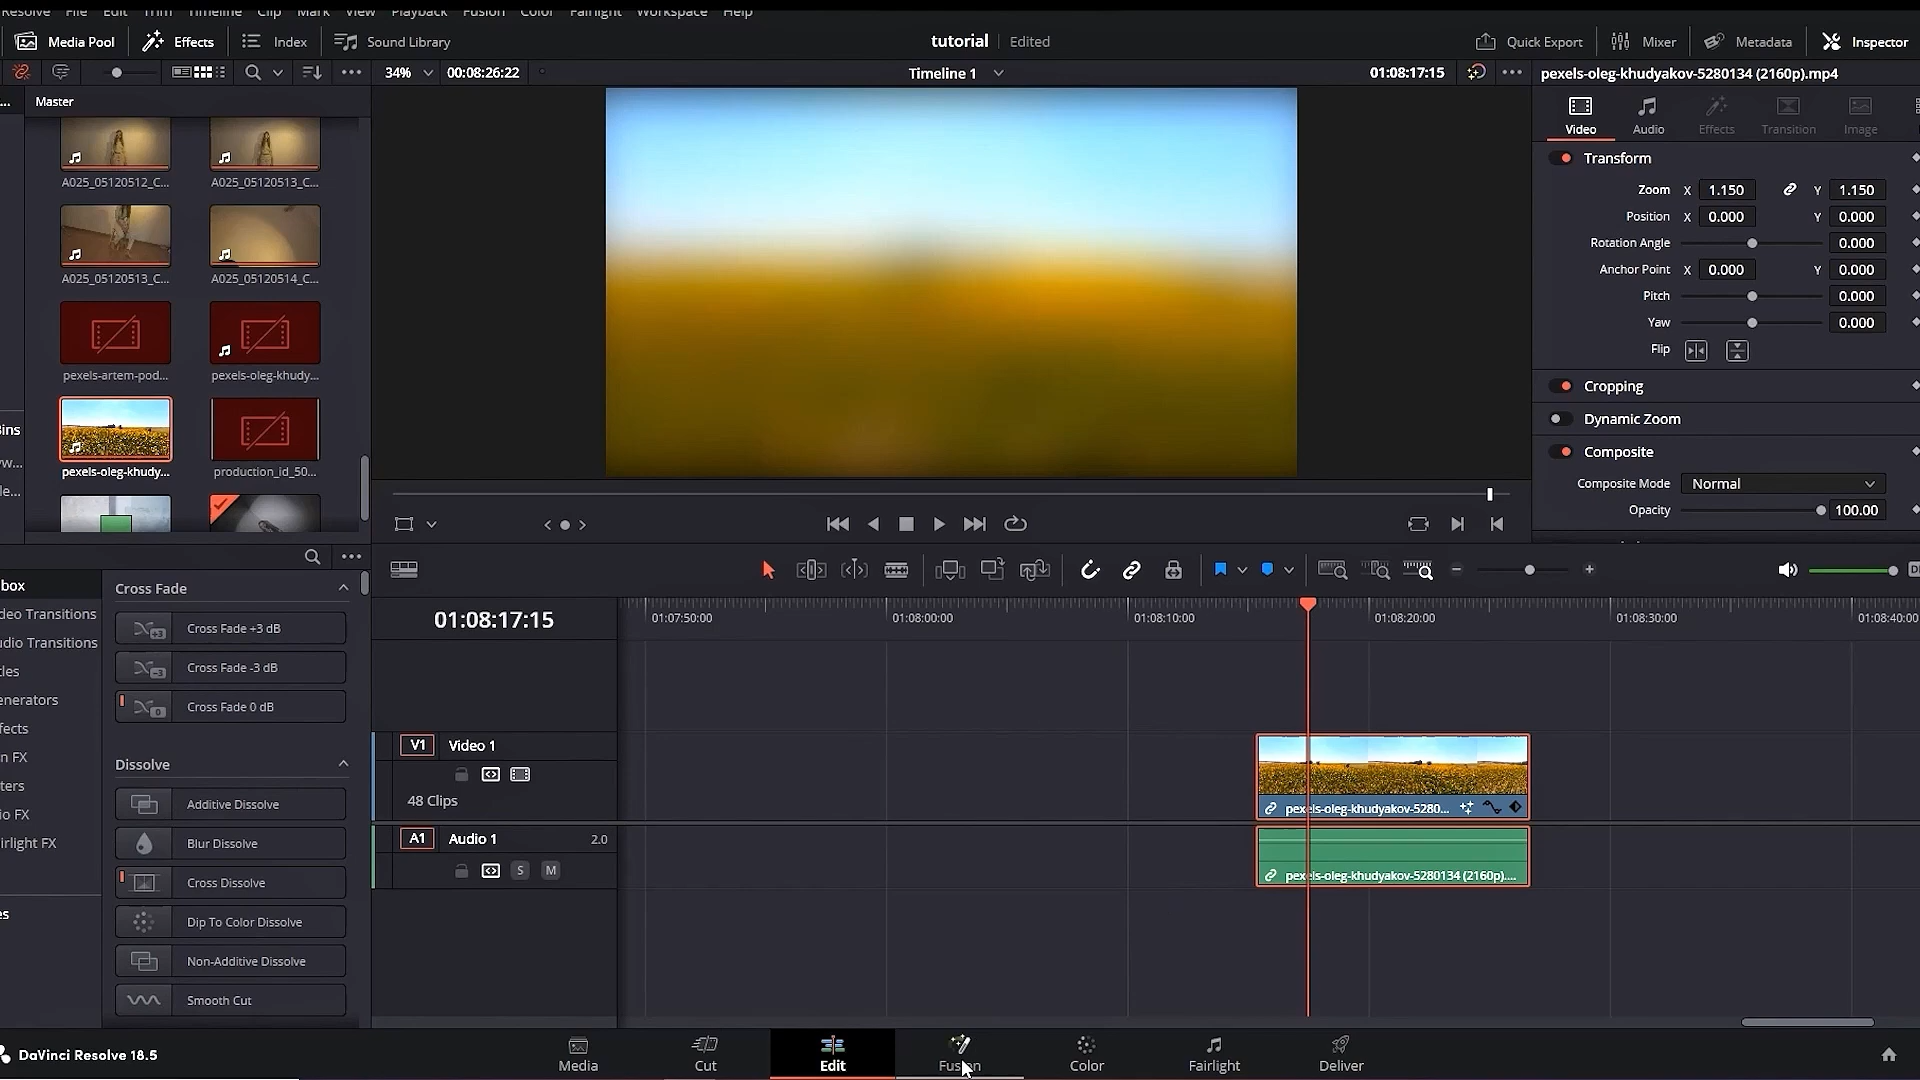 Resolve File Edit Trim Timeline Clip Mark View Playback Fusion Color Fairlight Workspace Help
Media Pool Effects Index Sound Library tutorial Edited Quick Export Mixer Metadata Inspector
34% 00:08:26:22 Timeline 1 01:08:17:15 pexels-oleg-khudyakov-5280134 (2160p).mp4
Master
Video Audio Effects Transition Image
A025_05120512_C... A025_05120513_C...
A025_05120513_C... A025_05120514_C...
pexels-artem-pod... pexels-oleg-khudy...
pexels-oleg-khudy... production_id_50...
Transform
Zoom X 1.150 Y 1.150
Position X 0.000 Y 0.000
Rotation Angle 0.000
Anchor Point X 0.000 Y 0.000
Pitch 0.000
Yaw 0.000
Flip
Cropping
Dynamic Zoom
Composite
Composite Mode Normal
Opacity 100.00
box
deo Transitions
udio Transitions
tles
enerators
fects
n FX
ters
io FX
irlight FX
Cross Fade
Cross Fade +3 dB
Cross Fade -3 dB
Cross Fade 0 dB
Dissolve
Additive Dissolve
Blur Dissolve
Cross Dissolve
Dip To Color Dissolve
Non-Additive Dissolve
Smooth Cut
01:08:17:15
01:07:50:00 01:08:00:00 01:08:10:00 01:08:20:00 01:08:30:00 01:08:40:00
V1 Video 1
48 Clips
pexels-oleg-khudyakov-5280...
A1 Audio 1 2.0
S M
pexels-oleg-khudyakov-5280134 (2160p)....
DaVinci Resolve 18.5
Media Cut Edit Fusion Color Fairlight Deliver